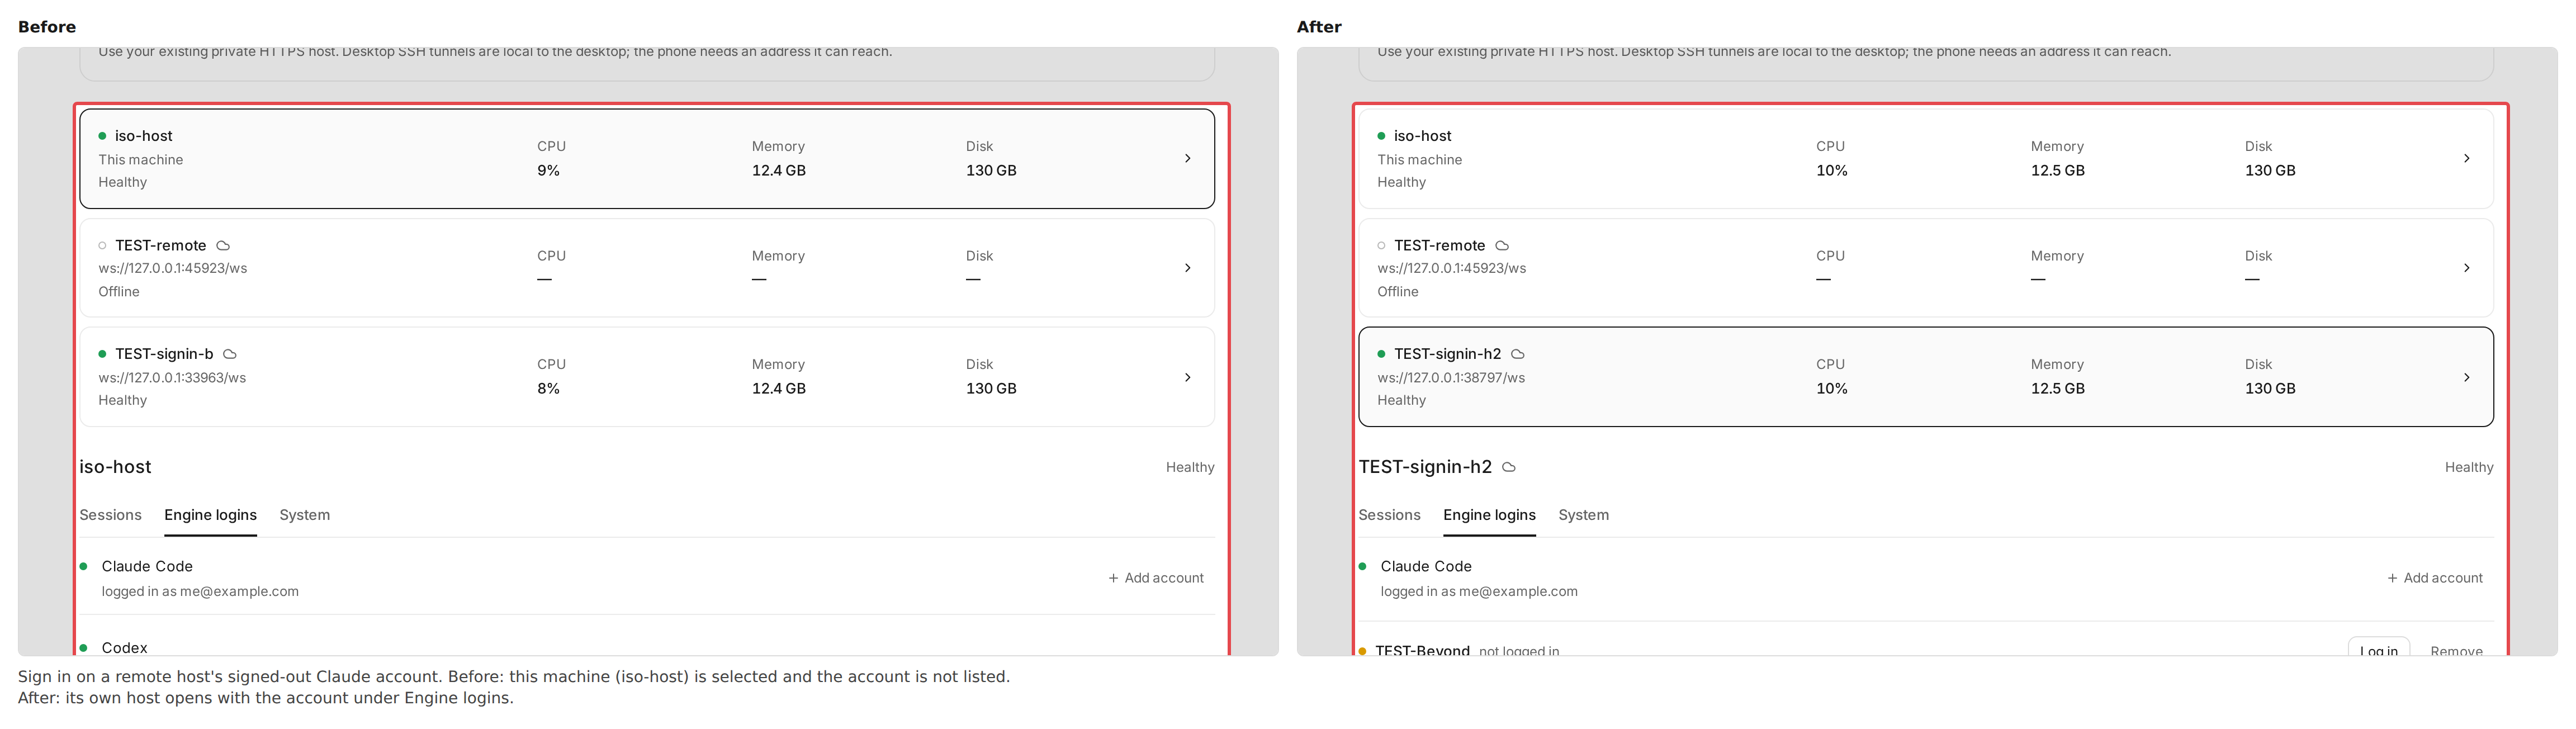 Before
Use your existing private HTTPS host. Desktop SSH tunnels are local to the desktop; the phone needs an address it can reach.
iso-host
This machine
Healthy
CPU
9%
Memory
12.4 GB
Disk
130 GB
TEST-remote
ws://127.0.0.1:45923/ws
Offline
CPU
—
Memory
—
Disk
—
TEST-signin-b
ws://127.0.0.1:33963/ws
Healthy
CPU
8%
Memory
12.4 GB
Disk
130 GB
iso-host
Healthy
Sessions Engine logins System
Claude Code
logged in as me@example.com
+ Add account
Codex
After
Use your existing private HTTPS host. Desktop SSH tunnels are local to the desktop; the phone needs an address it can reach.
iso-host
This machine
Healthy
CPU
10%
Memory
12.5 GB
Disk
130 GB
TEST-remote
ws://127.0.0.1:45923/ws
Offline
CPU
—
Memory
—
Disk
—
TEST-signin-h2
ws://127.0.0.1:38797/ws
Healthy
CPU
10%
Memory
12.5 GB
Disk
130 GB
TEST-signin-h2
Healthy
Sessions Engine logins System
Claude Code
logged in as me@example.com
+ Add account
TEST-Beyond not logged in
Log in
Remove
Sign in on a remote host's signed-out Claude account. Before: this machine (iso-host) is selected and the account is not listed.
After: its own host opens with the account under Engine logins.